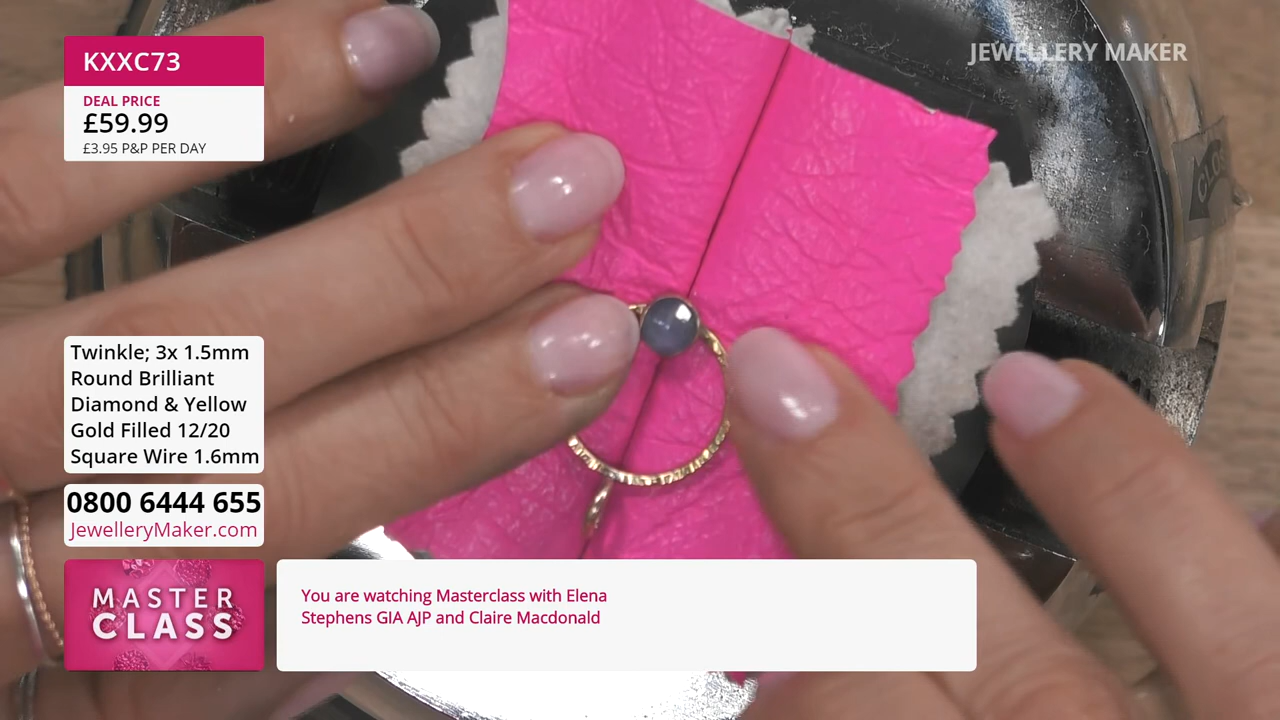 KXXC73
DEAL PRICE
£59.99
£3.95 P&P PER DAY
JEWELLERY MAKER
Twinkle; 3x 1.5mm
Round Brilliant
Diamond & Yellow
Gold Filled 12/20
Square Wire 1.6mm
0800 6444 655
JewelleryMaker.com
MASTER
CLASS
You are watching Masterclass with Elena
Stephens GIA AJP and Claire Macdonald